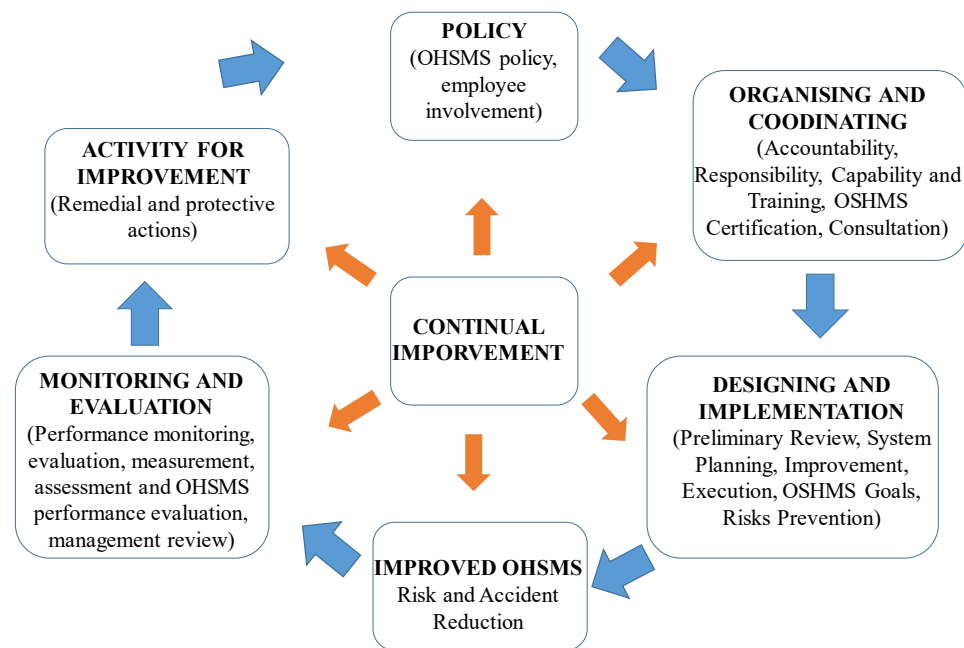 POLICY
(OHSMS policy,
employee
involvement)
ORGANISING AND
COODINATING
(Accountability,
Responsibility, Capability and
Training, OSHMS
Certification, Consultation)
DESIGNING AND
IMPLEMENTATION
(Preliminary Review, System
Planning, Improvement,
Execution, OSHMS Goals,
Risks Prevention)
IMPROVED OHSMS
Risk and Accident
Reduction
MONITORING AND
EVALUATION
(Performance monitoring,
evaluation, measurement,
assessment and OHSMS
performance evaluation,
management review)
ACTIVITY FOR
IMPROVEMENT
(Remedial and protective
actions)
CONTINUAL
IMPORVEMENT